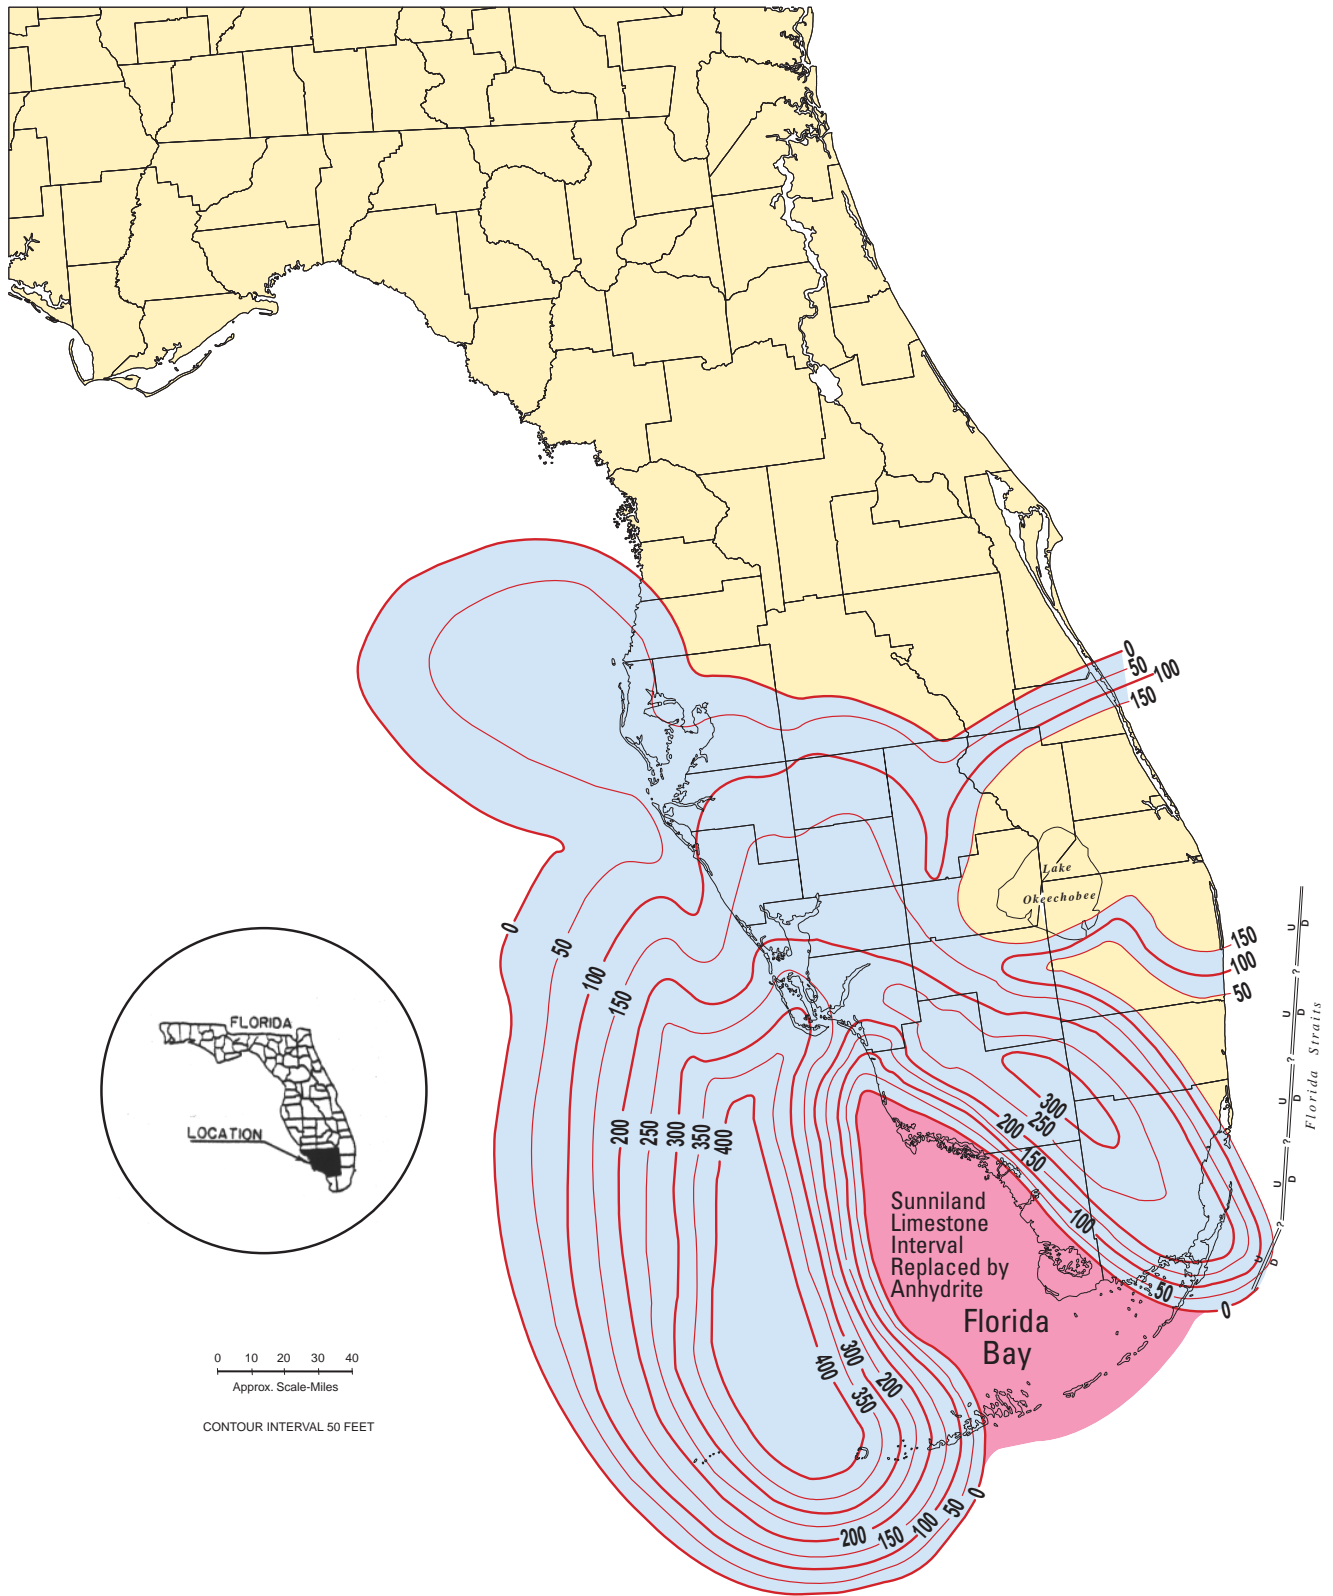 0
50
100
150
Lake
Okeechobee
150
100
50
U
D
?
U
D
?
U
D
?
U
D
?
U
D
Florida Straits
0
50
100
150
200
250
300
350
400
300
250
200
150
100
50
0
FLORIDA
LOCATION
Sunniland
Limestone
Interval
Replaced by
Anhydrite
Florida
Bay
0 10 20 30 40
Approx. Scale-Miles
CONTOUR INTERVAL 50 FEET
400
300
350
200
200
150
100
50
0